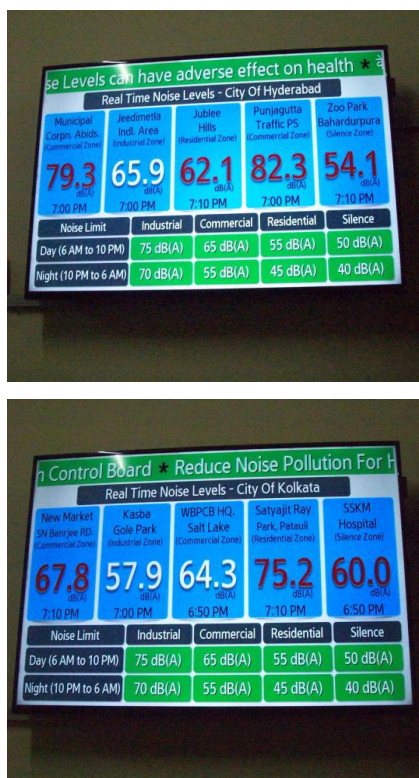 se Levels can have adverse effect on health *
Real Time Noise Levels - City Of Hyderabad
Municipal Corpn. Abids. (Commercial Zone) 79.3 dB(A) 7:00 PM
Jeedimetla Indl. Area (Industrial Zone) 65.9 dB(A) 7:00 PM
Jublee Hills (Residential Zone) 62.1 dB(A) 7:10 PM
Punjagutta Traffic PS (Commercial Zone) 82.3 dB(A) 7:00 PM
Zoo Park Bahardurpura (Silence Zone) 54.1 dB(A) 7:10 PM
Noise Limit Industrial Commercial Residential Silence
Day (6 AM to 10 PM) 75 dB(A) 65 dB(A) 55 dB(A) 50 dB(A)
Night (10 PM to 6 AM) 70 dB(A) 55 dB(A) 45 dB(A) 40 dB(A)
n Control Board * Reduce Noise Pollution For H
Real Time Noise Levels - City Of Kolkata
New Market SN Benrjee RD. (Commercial Zone) 67.8 dB(A) 7:10 PM
Kasba Gole Park (Industrial Zone) 57.9 dB(A) 7:00 PM
WBPCB HQ. Salt Lake (Commercial Zone) 64.3 dB(A) 6:50 PM
Satyajit Ray Park, Patauli (Residential Zone) 75.2 dB(A) 7:10 PM
SSKM Hospital (Silence Zone) 60.0 dB(A) 6:50 PM
Noise Limit Industrial Commercial Residential Silence
Day (6 AM to 10 PM) 75 dB(A) 65 dB(A) 55 dB(A) 50 dB(A)
Night (10 PM to 6 AM) 70 dB(A) 55 dB(A) 45 dB(A) 40 dB(A)